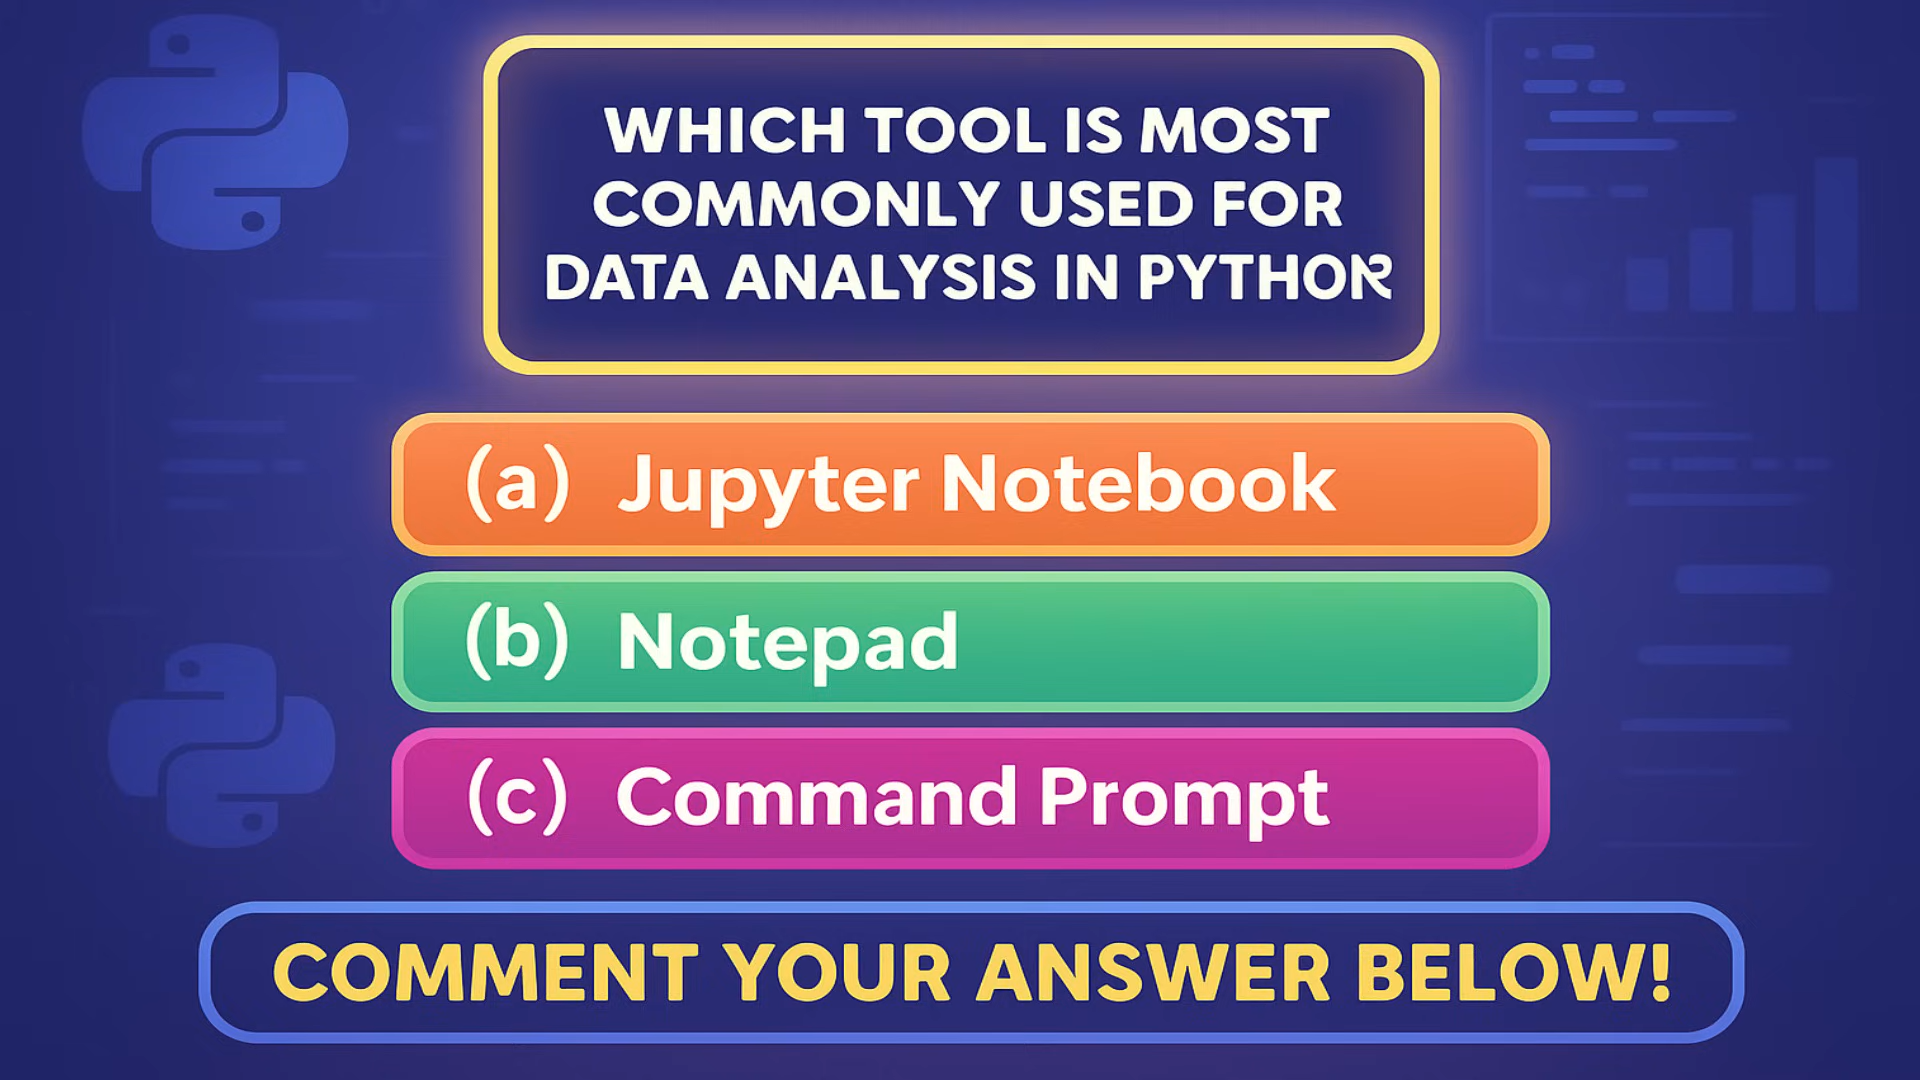 WHICH TOOL IS MOST
COMMONLY USED FOR
DATA ANALYSIS IN
(a) Jupyter Notebook
(b) Notepad
(c) Command Prompt
COMMENT YOUR ANSWER BELOW!